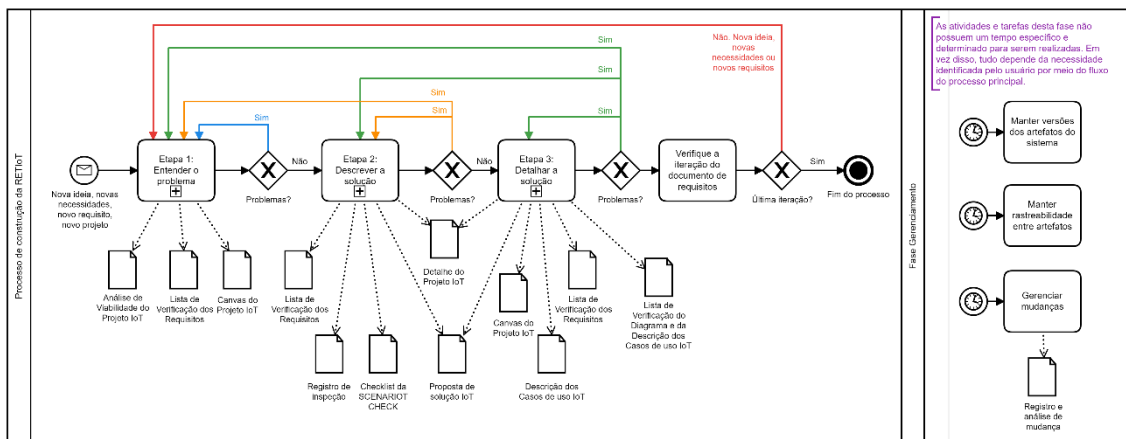 Processo de construção da RETIoT
Nova ideia, novas
necessidades,
novo requisito,
novo projeto
Etapa 1:
Entender o
problema
Sim
Problemas?
Não
Etapa 2:
Descrever a
solução
Sim
Sim
Problemas?
Não
Etapa 3:
Detalhar a
solução
Sim
Sim
Sim
Problemas?
Verifique a
iteração do
documento de
requisitos
Não. Nova ideia,
novas
necessidades ou
novos requisitos
Última iteração?
Sim
Fim do processo
Análise de
Viabilidade do
Projeto IoT
Lista de
Verificação dos
Requisitos
Canvas do
Projeto IoT
Lista de
Verificação dos
Requisitos
Detalhe do
Projeto IoT
Canvas do
Projeto IoT
Lista de
Verificação dos
Requisitos
Lista de
Verificação do
Diagrama e da
Descrição dos
Casos de uso IoT
Registro de
inspeção
Checklist da
SCENARIOT
CHECK
Proposta de
solução IoT
Descrição dos
Casos de uso IoT
Fase Gerenciamento
As atividades e tarefas desta fase não
possuem um tempo específico e
determinado para serem realizadas. Em
vez disso, tudo depende da necessidade
identificada pelo usuário por meio do fluxo
do processo principal.
Manter versões
dos artefatos do
sistema
Manter
rastreabilidade
entre artefatos
Gerenciar
mudanças
Registro e
análise de
mudança